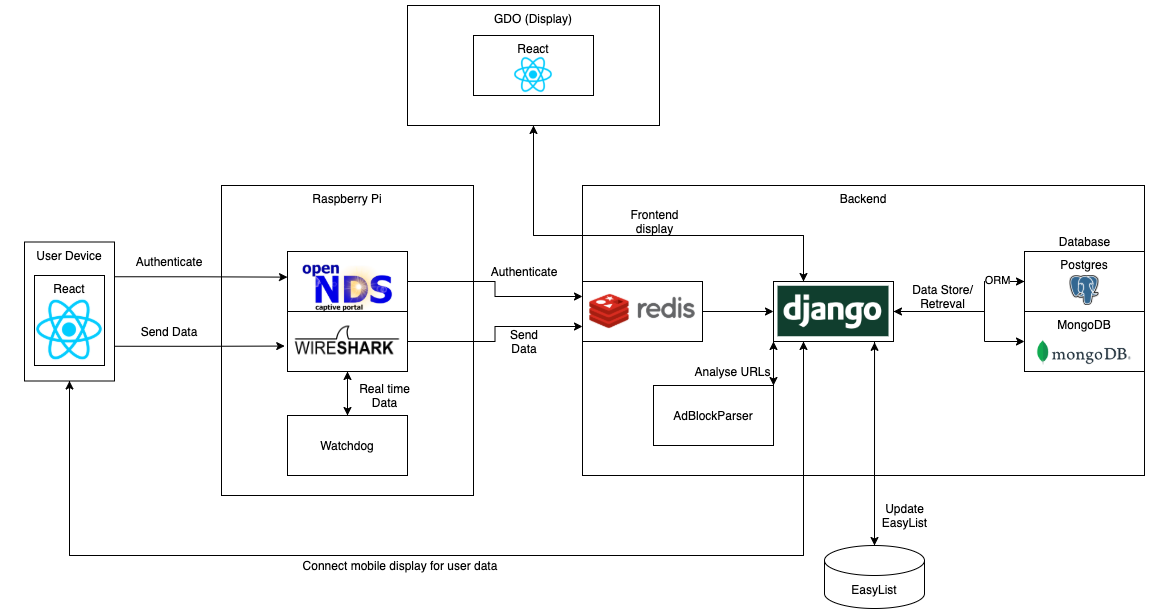 GDO (Display)
React
Raspberry Pi
Backend
Frontend
display
User Device
React
Authenticate
Send Data
open
NDS
captive portal
WIRESHARK
Real time
Data
Watchdog
Authenticate
Send
Data
redis
django
Analyse URLs
AdBlockParser
Data Store/
Retreval
ORM
Database
Postgres
MongoDB
mongoDB.
Update
EasyList
EasyList
Connect mobile display for user data